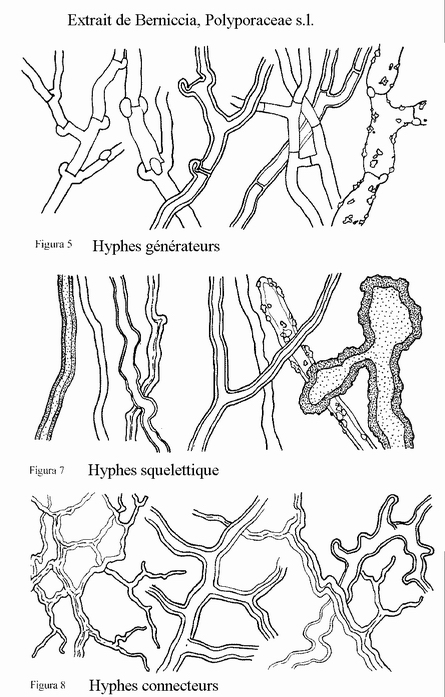 Extrait de Berniccia, Polyporaceae s.l.
Figura 5 Hyphes générateurs
Figura 7 Hyphes squelettique
Figura 8 Hyphes connecteurs